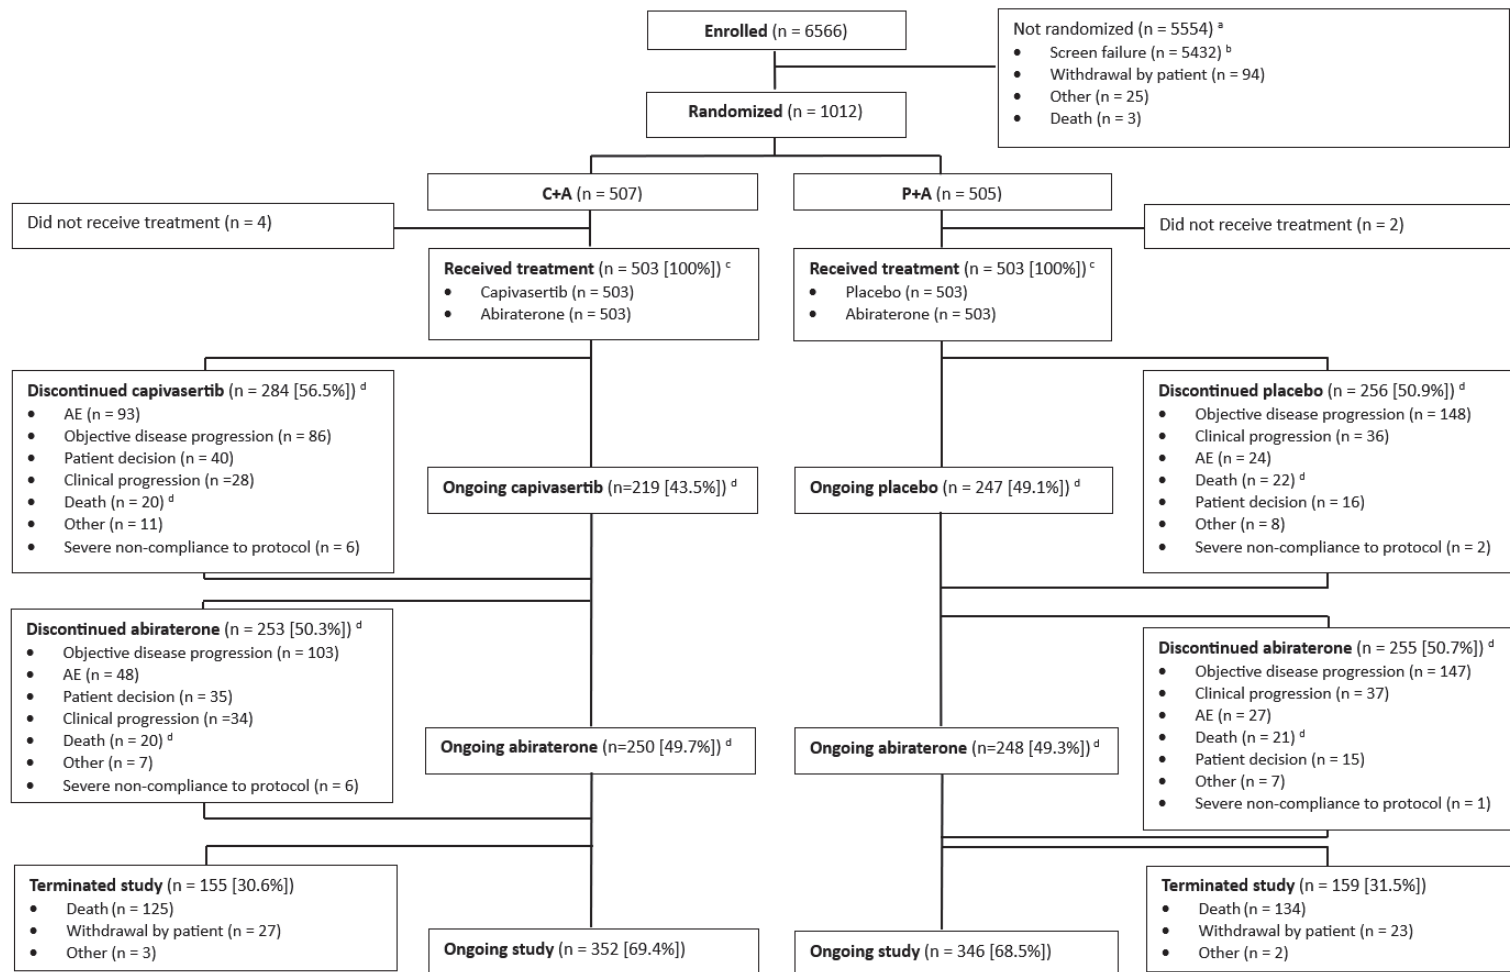 Enrolled (n = 6566)
Not randomized (n = 5554) a
• Screen failure (n = 5432) b
• Withdrawal by patient (n = 94)
• Other (n = 25)
• Death (n = 3)
Randomized (n = 1012)
C+A (n = 507)
P+A (n = 505)
Did not receive treatment (n = 4)
Did not receive treatment (n = 2)
Received treatment (n = 503 [100%]) c
• Capivasertib (n = 503)
• Abiraterone (n = 503)
Received treatment (n = 503 [100%]) c
• Placebo (n = 503)
• Abiraterone (n = 503)
Discontinued capivasertib (n = 284 [56.5%]) d
• AE (n = 93)
• Objective disease progression (n = 86)
• Patient decision (n = 40)
• Clinical progression (n =28)
• Death (n = 20) d
• Other (n = 11)
• Severe non-compliance to protocol (n = 6)
Ongoing capivasertib (n=219 [43.5%]) d
Ongoing placebo (n = 247 [49.1%]) d
Discontinued placebo (n = 256 [50.9%]) d
• Objective disease progression (n = 148)
• Clinical progression (n = 36)
• AE (n = 24)
• Death (n = 22) d
• Patient decision (n = 16)
• Other (n = 8)
• Severe non-compliance to protocol (n = 2)
Discontinued abiraterone (n = 253 [50.3%]) d
• Objective disease progression (n = 103)
• AE (n = 48)
• Patient decision (n = 35)
• Clinical progression (n =34)
• Death (n = 20) d
• Other (n = 7)
• Severe non-compliance to protocol (n = 6)
Ongoing abiraterone (n=250 [49.7%]) d
Ongoing abiraterone (n=248 [49.3%]) d
Discontinued abiraterone (n = 255 [50.7%]) d
• Objective disease progression (n = 147)
• Clinical progression (n = 37)
• AE (n = 27)
• Death (n = 21) d
• Patient decision (n = 15)
• Other (n = 7)
• Severe non-compliance to protocol (n = 1)
Terminated study (n = 155 [30.6%])
• Death (n = 125)
• Withdrawal by patient (n = 27)
• Other (n = 3)
Ongoing study (n = 352 [69.4%])
Ongoing study (n = 346 [68.5%])
Terminated study (n = 159 [31.5%])
• Death (n = 134)
• Withdrawal by patient (n = 23)
• Other (n = 2)